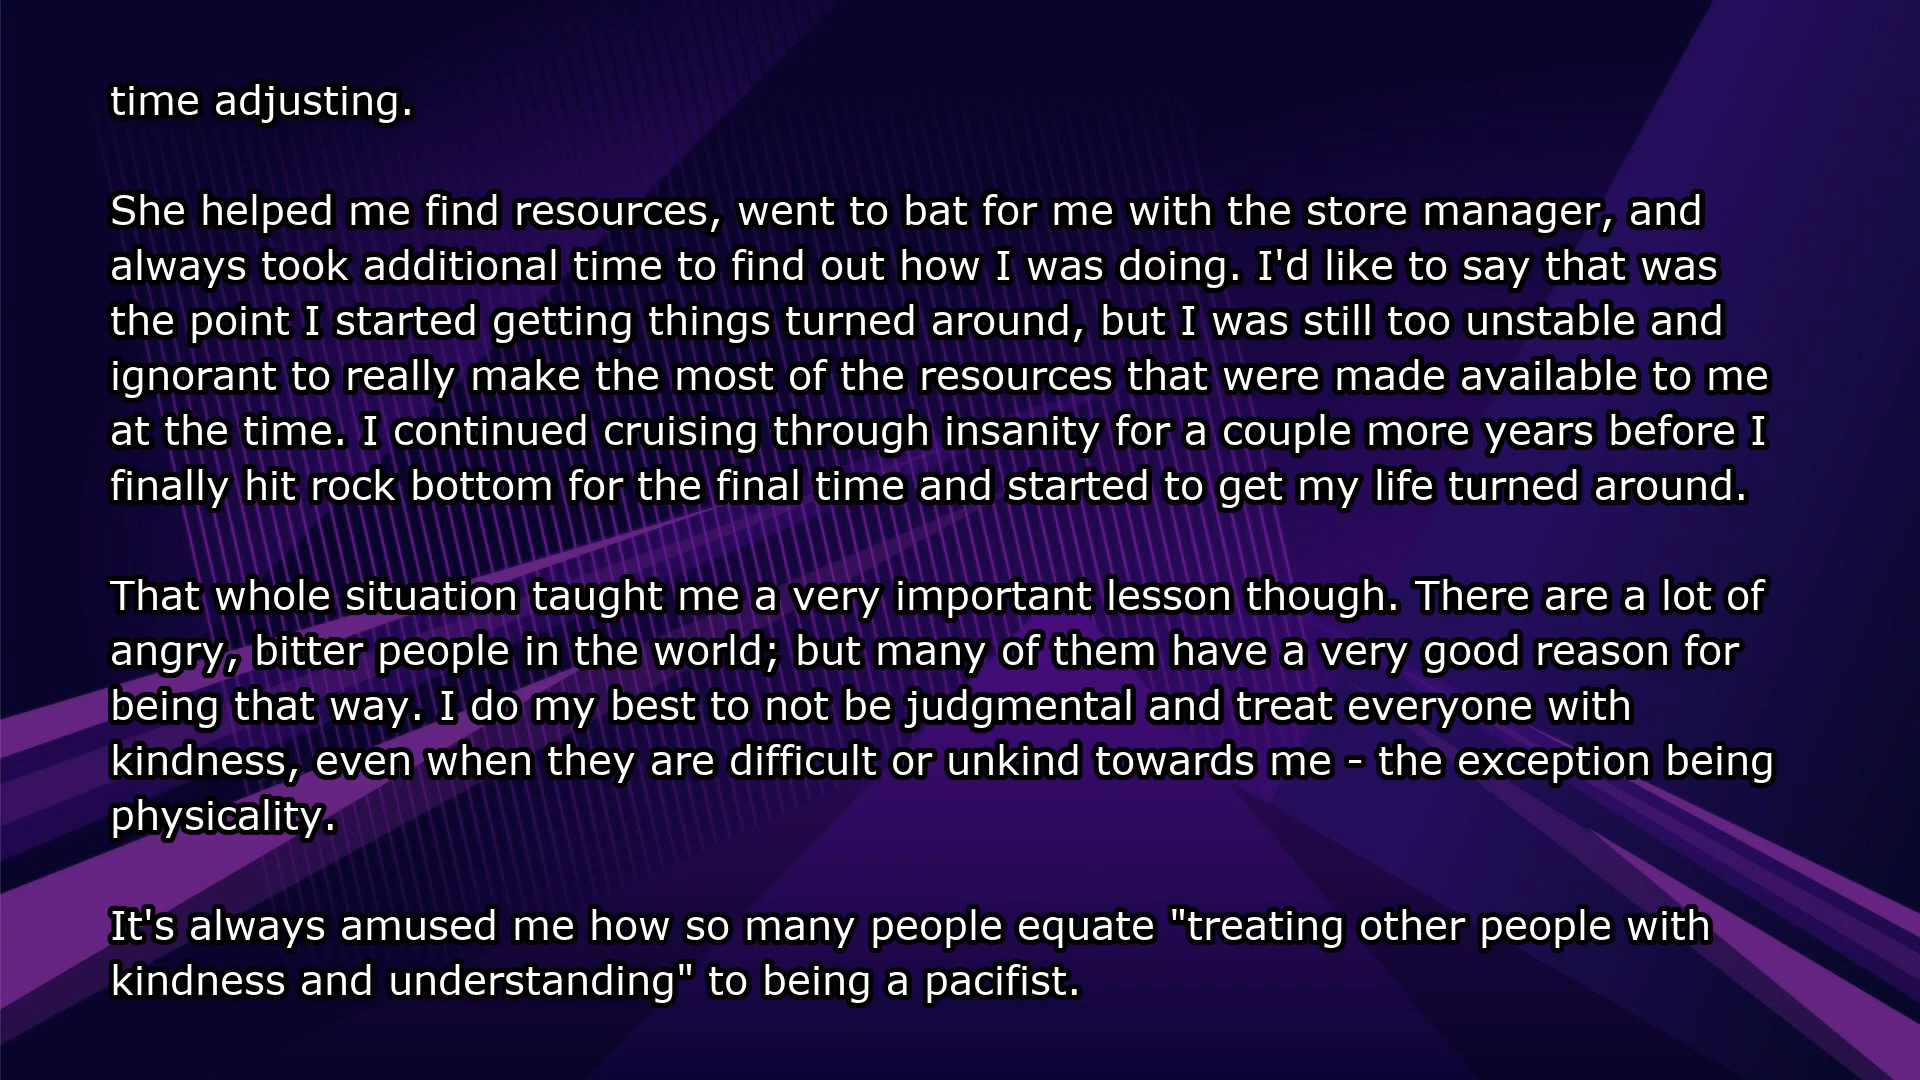 time adjusting.
She helped me find resources, went to bat for me with the store manager, and
always took additional time to find out how I was doing. I'd like to say that was
the point I started getting things turned around, but I was still too unstable and
ignorant to really make the most of the resources that were made available to me
at the time. I continued cruising through insanity for a couple more years before I
finally hit rock bottom for the final time and started to get my life turned around.
That whole situation taught me a very important lesson though. There are a lot of
angry, bitter people in the world; but many of them have a very good reason for
being that way. I do my best to not be judgmental and treat everyone with
kindness, even when they are difficult or unkind towards me - the exception being
physicality.
It's always amused me how so many people equate "treating other people with
kindness and understanding" to being a pacifist.